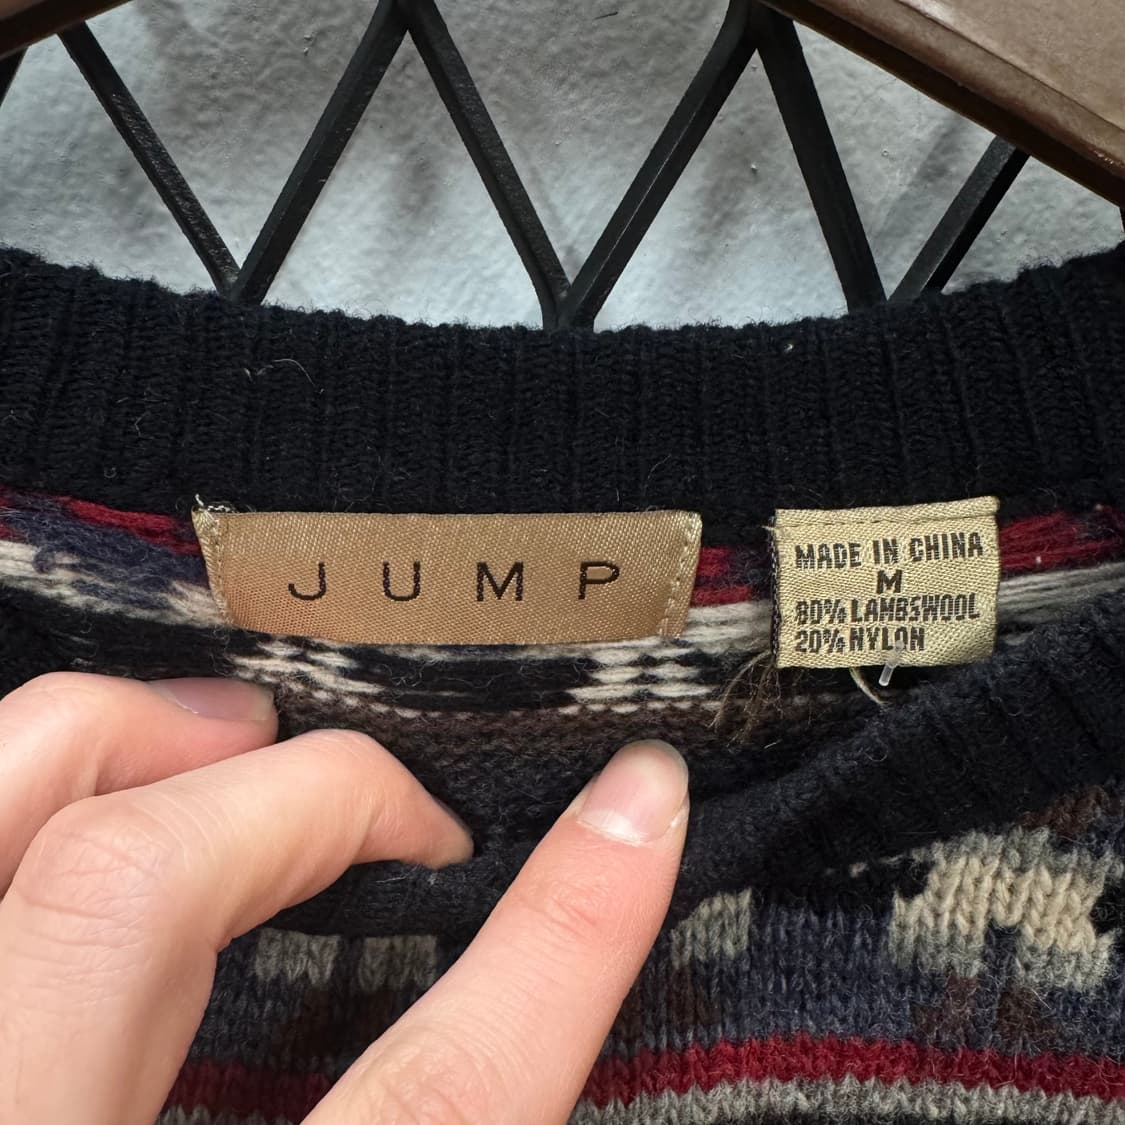 JUMP
MADE IN CHINA
M
80% LAMBSWOOL
20% NYLON